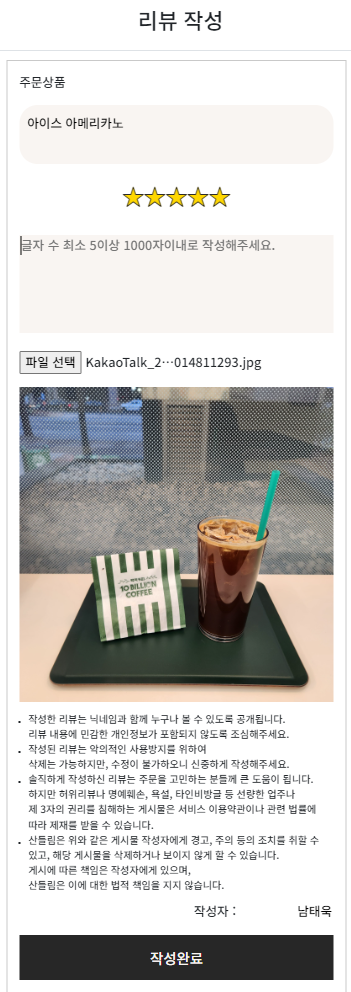 리뷰 작성
주문상품
아이스 아메리카노
글자 수 최소 5이상 1000자이내로 작성해주세요.
파일 선택 KakaoTalk_2…014811293.jpg
10 BILLION
COFFEE
• 작성한 리뷰는 닉네임과 함께 누구나 볼 수 있도록 공개됩니다.
리뷰 내용에 민감한 개인정보가 포함되지 않도록 조심해주세요.
• 작성된 리뷰는 악의적인 사용방지를 위하여
삭제는 가능하지만, 수정이 불가하오니 신중하게 작성해주세요.
• 솔직하게 작성하신 리뷰는 주문을 고민하는 분들께 큰 도움이 됩니다.
하지만 허위리뷰나 명예훼손, 욕설, 타인비방글 등 선량한 업주나
제 3자의 권리를 침해하는 게시물은 서비스 이용약관이나 관련 법률에
따라 제재를 받을 수 있습니다.
• 산들림은 위와 같은 게시물 작성자에게 경고, 주의 등의 조치를 취할 수
있고, 해당 게시물을 삭제하거나 보이지 않게 할 수 있습니다.
게시에 따른 책임은 작성자에게 있으며,
산들림은 이에 대한 법적 책임을 지지 않습니다.
작성자 : 남태욱
작성완료